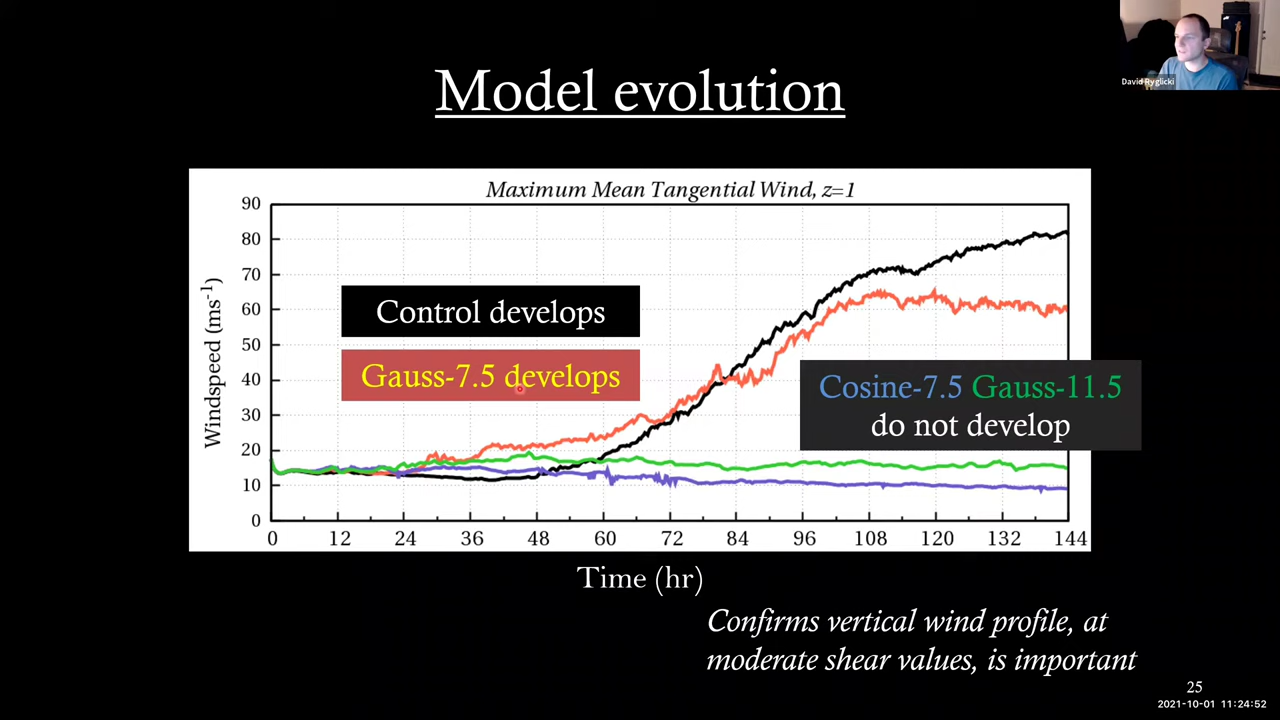 David Ryglicki
Model evolution
Maximum Mean Tangential Wind, z=1
90
80
70
60
50
40
30
20
10
0
Windspeed (ms-1)
Control develops
Gauss-7.5 develops
Cosine-7.5 Gauss-11.5
do not develop
0 12 24 36 48 60 72 84 96 108 120 132 144
Time (hr)
Confirms vertical wind profile, at
moderate shear values, is important
25
2021-10-01 11:24:52